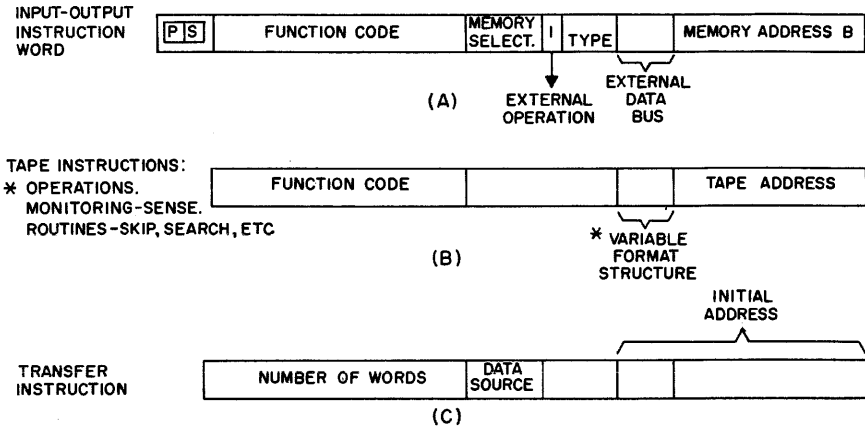 INPUT-OUTPUT
INSTRUCTION
WORD
P S
FUNCTION CODE
MEMORY
SELECT.
I
TYPE
MEMORY ADDRESS B
(A)
EXTERNAL
OPERATION
EXTERNAL
DATA
BUS
TAPE INSTRUCTIONS:
* OPERATIONS.
MONITORING-SENSE.
ROUTINES-SKIP, SEARCH, ETC
FUNCTION CODE
TAPE ADDRESS
(B)
* VARIABLE
FORMAT
STRUCTURE
INITIAL
ADDRESS
TRANSFER
INSTRUCTION
NUMBER OF WORDS
DATA
SOURCE
(C)